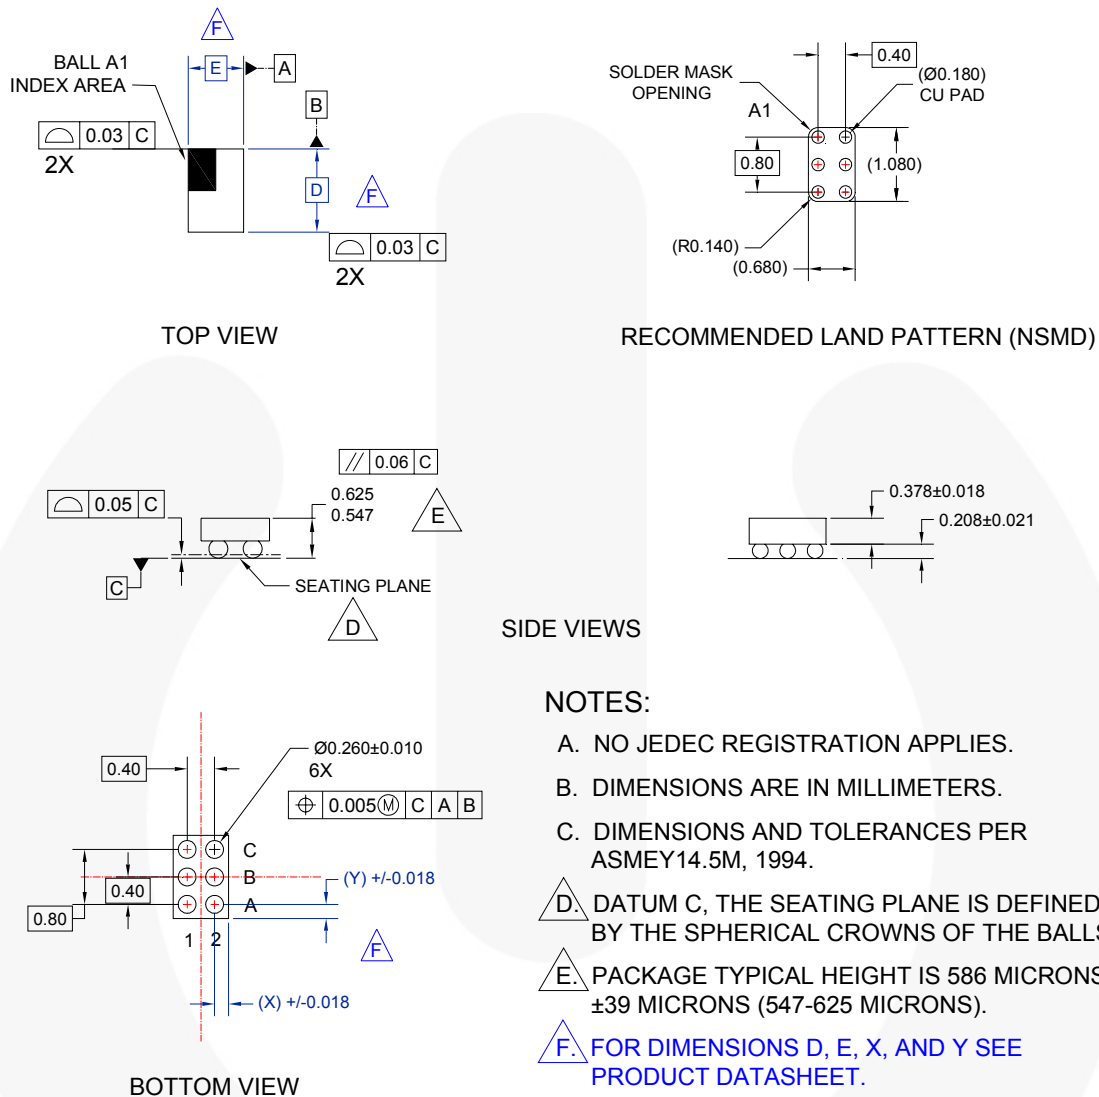 F
BALL A1
INDEX AREA
E
A
B
0.03 C
2X
D
F
0.03 C
2X
TOP VIEW
0.40
SOLDER MASK
OPENING
(Ø0.180)
CU PAD
A1
0.80
(1.080)
(R0.140)
(0.680)
RECOMMENDED LAND PATTERN (NSMD)
// 0.06 C
0.05 C
0.625
0.547
E
C
SEATING PLANE
D
0.378±0.018
0.208±0.021
SIDE VIEWS
0.40
Ø0.260±0.010
6X
0.005Ⓜ C A B
C
B
A
0.40
0.80
1 2
(Y) +/-0.018
F
(X) +/-0.018
BOTTOM VIEW
NOTES:
A. NO JEDEC REGISTRATION APPLIES.
B. DIMENSIONS ARE IN MILLIMETERS.
C. DIMENSIONS AND TOLERANCES PER
ASMEY14.5M, 1994.
D. DATUM C, THE SEATING PLANE IS DEFINED
BY THE SPHERICAL CROWNS OF THE BALLS
E. PACKAGE TYPICAL HEIGHT IS 586 MICRONS
±39 MICRONS (547-625 MICRONS).
F. FOR DIMENSIONS D, E, X, AND Y SEE
PRODUCT DATASHEET.